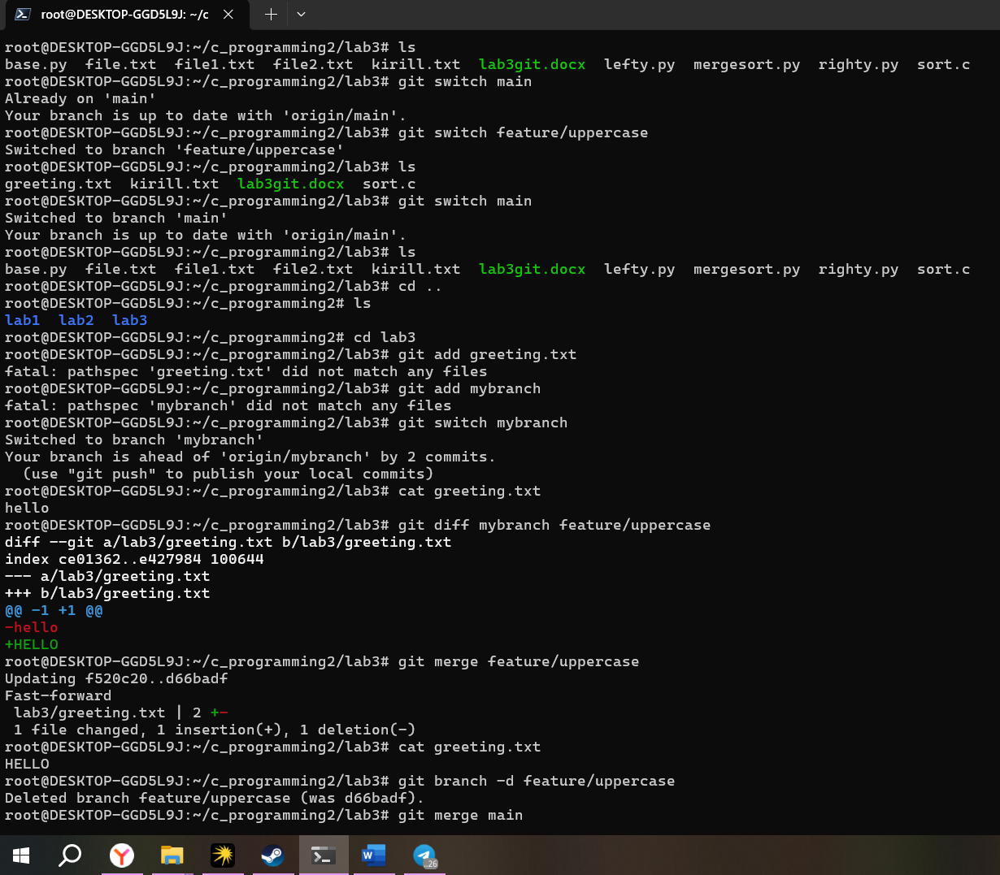 root@DESKTOP-GGD5L9J: ~/c
root@DESKTOP-GGD5L9J:~/c_programming2/lab3# ls
base.py  file.txt  file1.txt  file2.txt  kirill.txt  lab3git.docx  lefty.py  mergesort.py  righty.py  sort.c
root@DESKTOP-GGD5L9J:~/c_programming2/lab3# git switch main
Already on 'main'
Your branch is up to date with 'origin/main'.
root@DESKTOP-GGD5L9J:~/c_programming2/lab3# git switch feature/uppercase
Switched to branch 'feature/uppercase'
root@DESKTOP-GGD5L9J:~/c_programming2/lab3# ls
greeting.txt  kirill.txt  lab3git.docx  sort.c
root@DESKTOP-GGD5L9J:~/c_programming2/lab3# git switch main
Switched to branch 'main'
Your branch is up to date with 'origin/main'.
root@DESKTOP-GGD5L9J:~/c_programming2/lab3# ls
base.py  file.txt  file1.txt  file2.txt  kirill.txt  lab3git.docx  lefty.py  mergesort.py  righty.py  sort.c
root@DESKTOP-GGD5L9J:~/c_programming2/lab3# cd ..
root@DESKTOP-GGD5L9J:~/c_programming2# ls
lab1  lab2  lab3
root@DESKTOP-GGD5L9J:~/c_programming2# cd lab3
root@DESKTOP-GGD5L9J:~/c_programming2/lab3# git add greeting.txt
fatal: pathspec 'greeting.txt' did not match any files
root@DESKTOP-GGD5L9J:~/c_programming2/lab3# git add mybranch
fatal: pathspec 'mybranch' did not match any files
root@DESKTOP-GGD5L9J:~/c_programming2/lab3# git switch mybranch
Switched to branch 'mybranch'
Your branch is ahead of 'origin/mybranch' by 2 commits.
  (use "git push" to publish your local commits)
root@DESKTOP-GGD5L9J:~/c_programming2/lab3# cat greeting.txt
hello
root@DESKTOP-GGD5L9J:~/c_programming2/lab3# git diff mybranch feature/uppercase
diff --git a/lab3/greeting.txt b/lab3/greeting.txt
index ce01362..e427984 100644
--- a/lab3/greeting.txt
+++ b/lab3/greeting.txt
@@ -1 +1 @@
-hello
+HELLO
root@DESKTOP-GGD5L9J:~/c_programming2/lab3# git merge feature/uppercase
Updating f520c20..d66badf
Fast-forward
 lab3/greeting.txt | 2 +-
 1 file changed, 1 insertion(+), 1 deletion(-)
root@DESKTOP-GGD5L9J:~/c_programming2/lab3# cat greeting.txt
HELLO
root@DESKTOP-GGD5L9J:~/c_programming2/lab3# git branch -d feature/uppercase
Deleted branch feature/uppercase (was d66badf).
root@DESKTOP-GGD5L9J:~/c_programming2/lab3# git merge main
..26